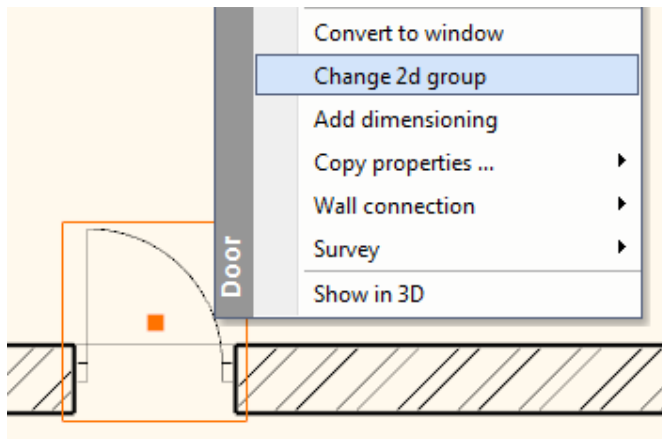 Convert to window
Change 2d group
Add dimensioning
Copy properties ...
Wall connection
Survey
Show in 3D
Door